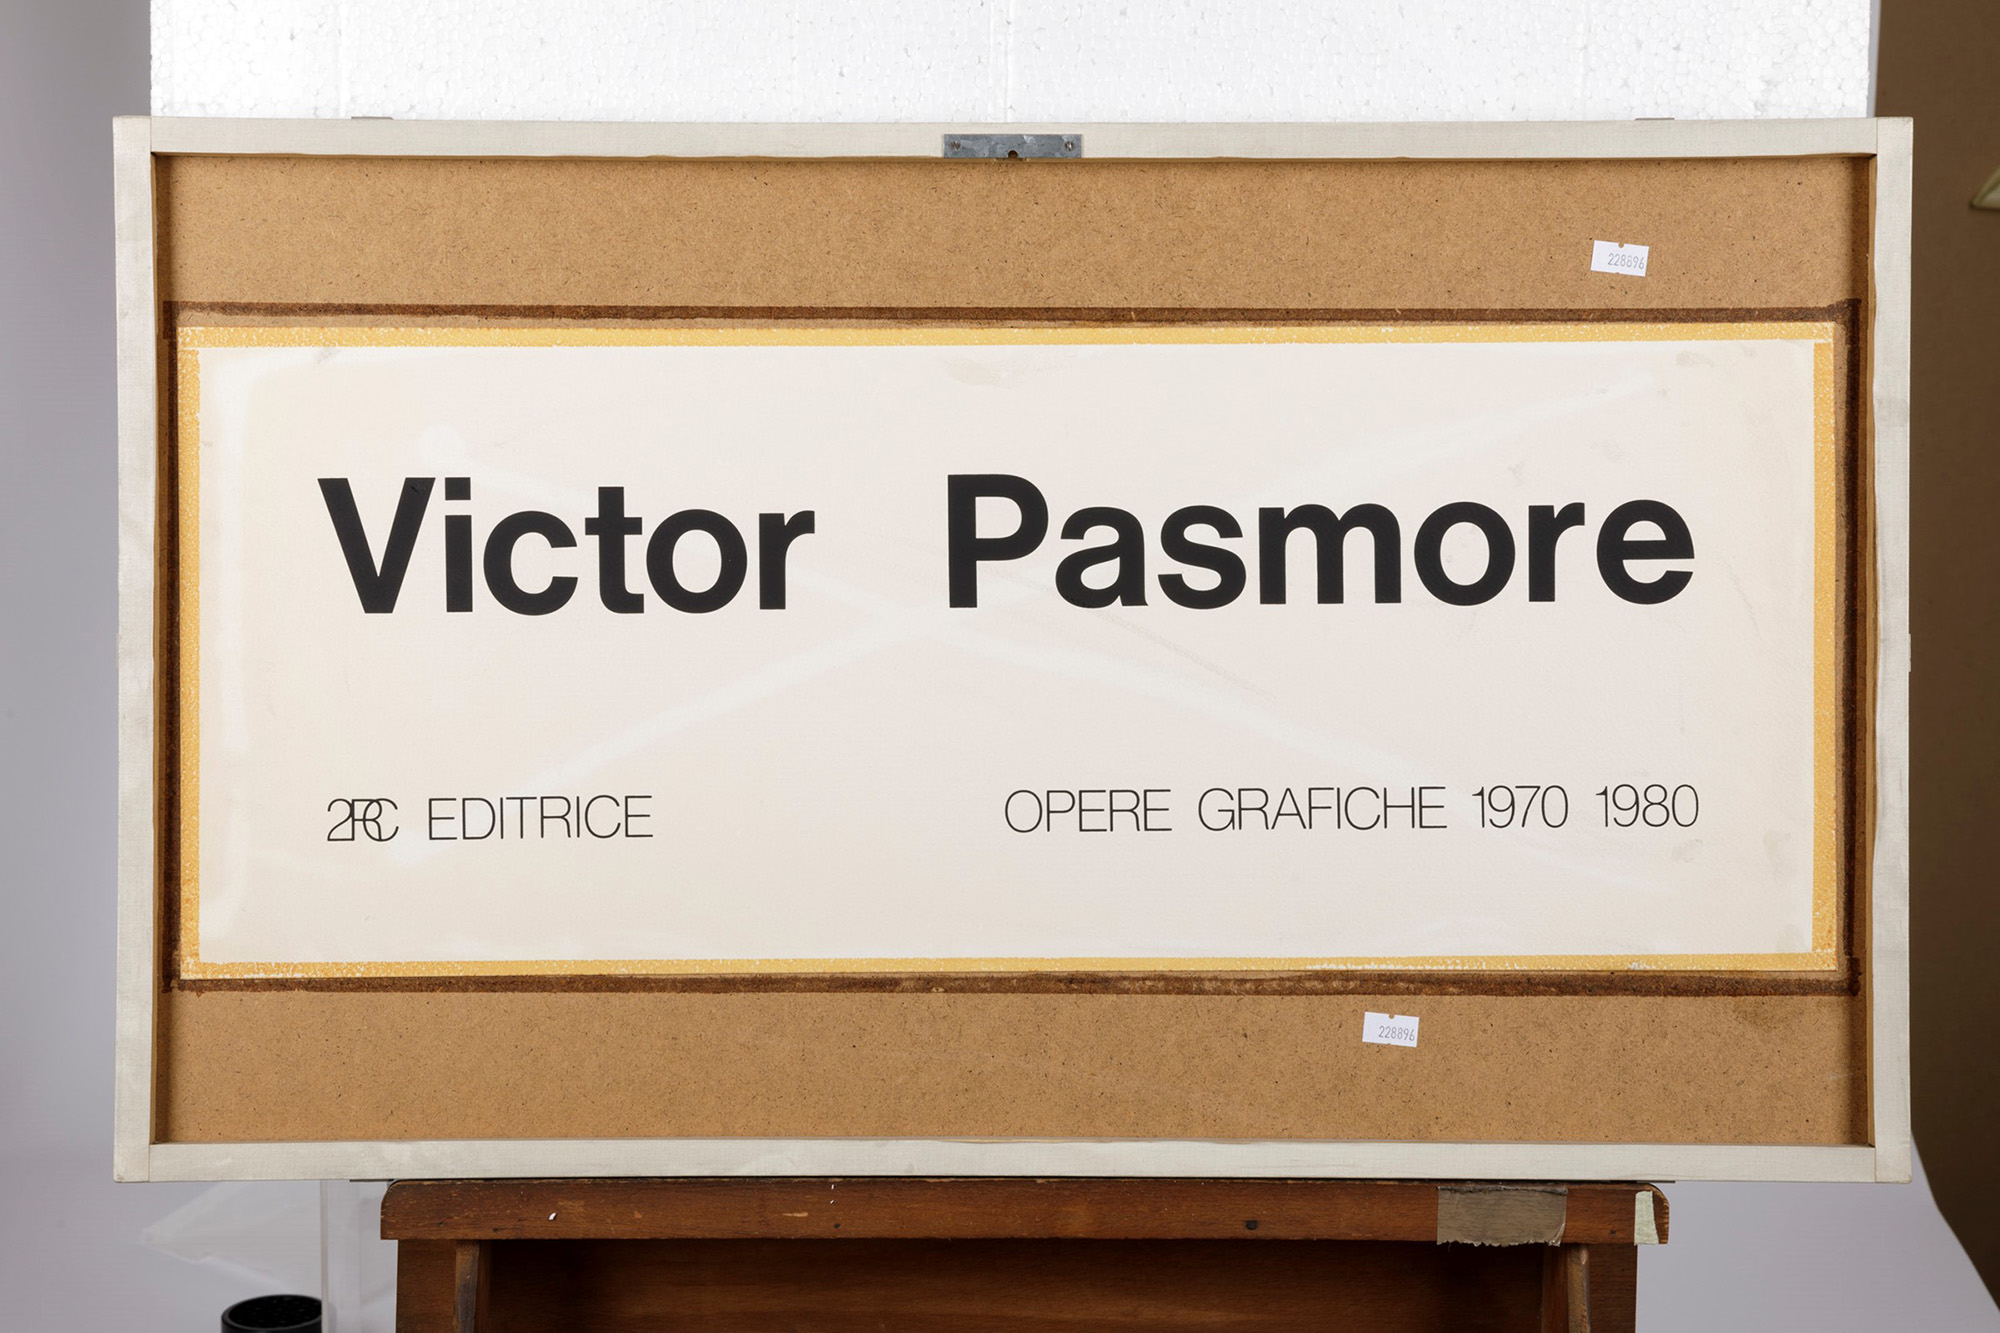 228896
Victor Pasmore
2RC EDITRICE OPERE GRAFICHE 1970 1980
228896